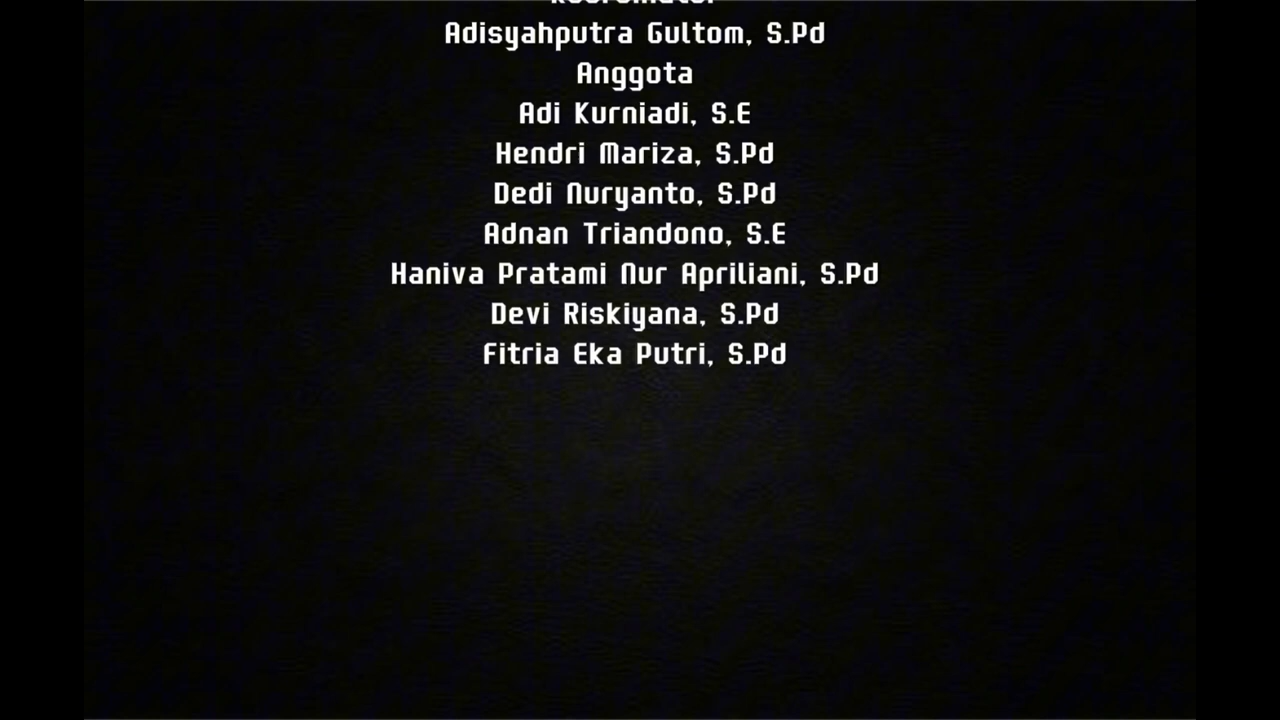 Koordinator
Adisyahputra Gultom, S.Pd
Anggota
Adi Kurniadi, S.E
Hendri Mariza, S.Pd
Dedi Nuryanto, S.Pd
Adnan Triandono, S.E
Haniva Pratami Nur Apriliani, S.Pd
Devi Riskiyana, S.Pd
Fitria Eka Putri, S.Pd